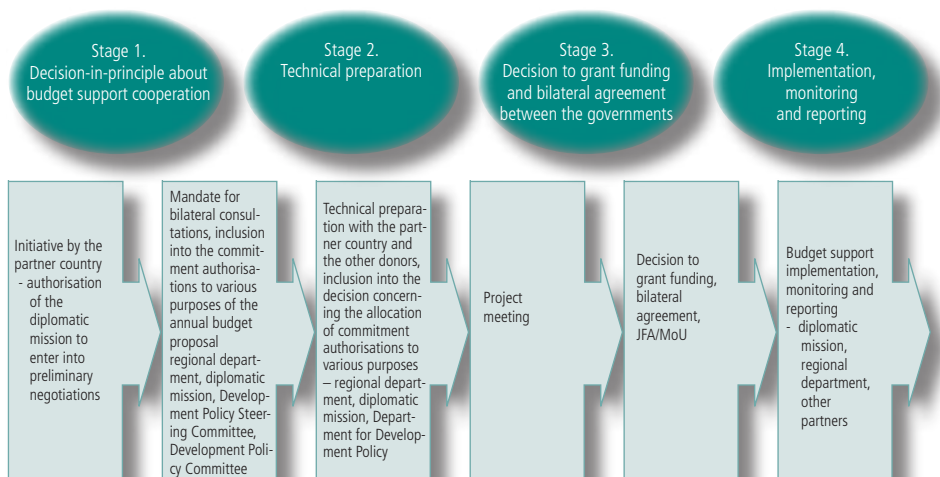 Stage 1.
Decision-in-principle about
budget support cooperation
Stage 2.
Technical preparation
Stage 3.
Decision to grant funding
and bilateral agreement
between the governments
Stage 4.
Implementation,
monitoring
and reporting
Initiative by the
partner country
- authorisation
of the
diplomatic
mission to
enter into
preliminary
negotiations
Mandate for
bilateral consul-
tations, inclusion
into the commit-
ment authorisa-
tions to various
purposes of the
annual budget
proposal
regional depart-
ment, diplomatic
mission, Develop-
ment Policy Steer-
ing Committee,
Development Poli-
cy Committee
Technical prepara-
tion with the part-
ner country and
the other donors,
inclusion into the
decision concern-
ing the allocation
of commitment
authorisations to
various purposes
– regional depart-
ment, diplomatic
mission, Depart-
ment for Develop-
ment Policy
Project
meeting
Decision to
grant funding,
bilateral
agreement,
JFA/MoU
Budget support
implementation,
monitoring and
reporting
- diplomatic
mission,
regional
department,
other
partners